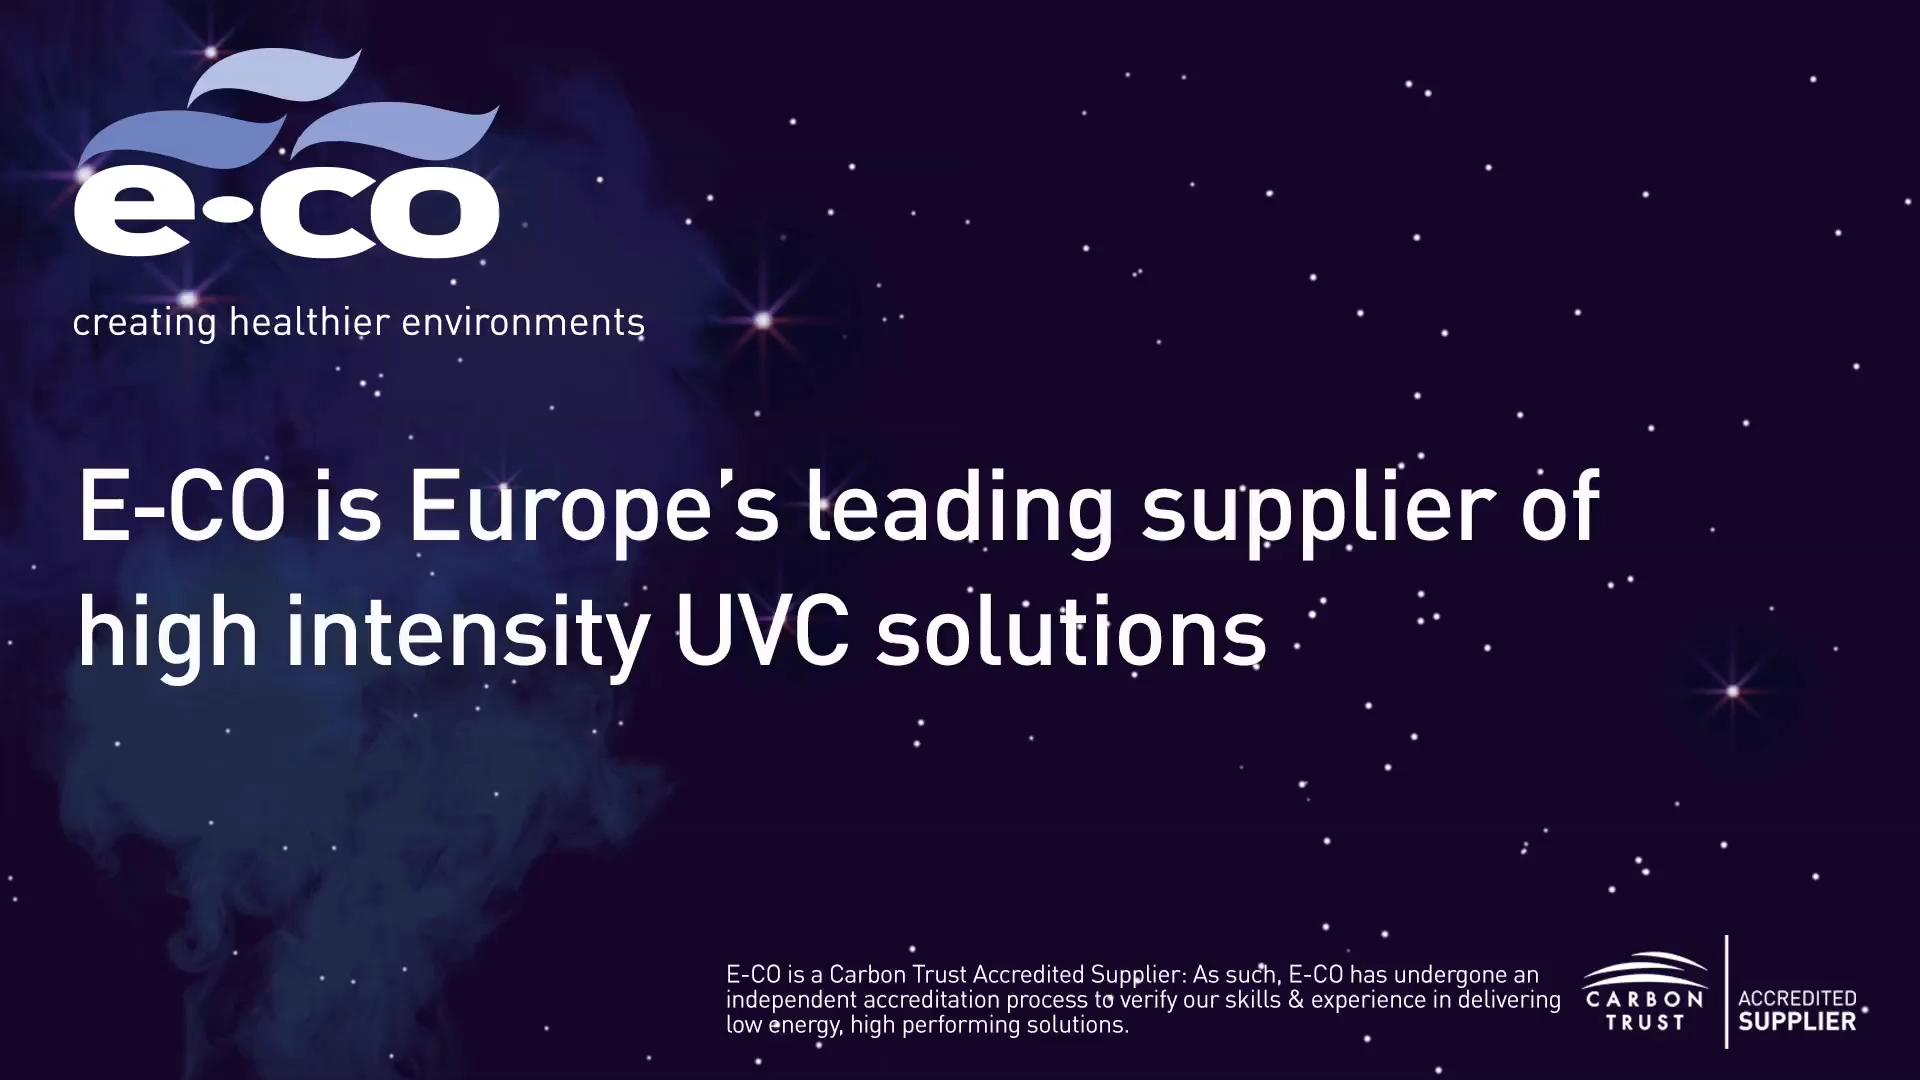 e-co
creating healthier environments
E-CO is Europe’s leading supplier of
high intensity UVC solutions
E-CO is a Carbon Trust Accredited Supplier: As such, E-CO has undergone an
independent accreditation process to verify our skills & experience in delivering
low energy, high performing solutions.
CARBON
TRUST
ACCREDITED
SUPPLIER